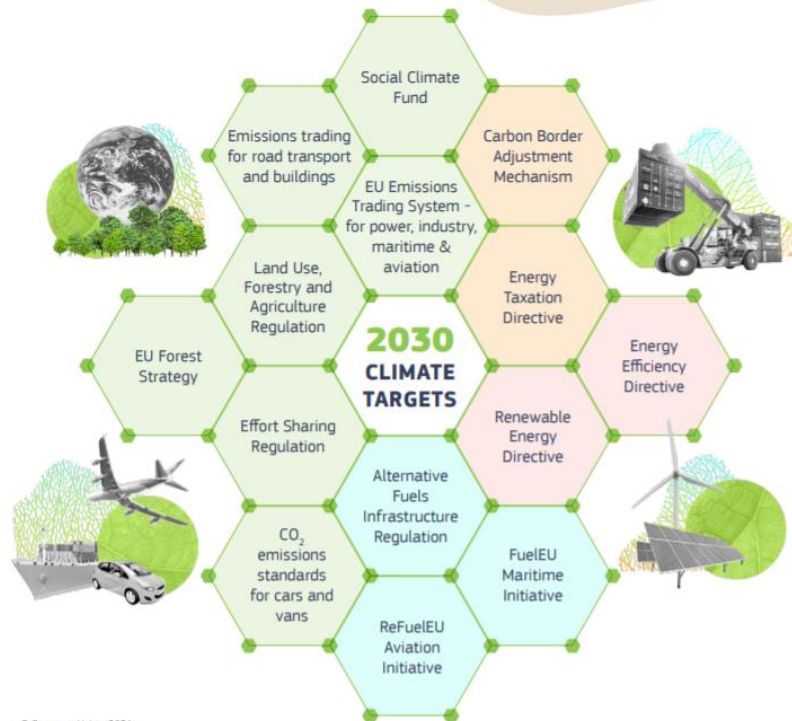 Social Climate
Fund
Emissions trading
for road transport
and buildings
Carbon Border
Adjustment
Mechanism
EU Emissions
Trading System -
for power, industry,
maritime &
aviation
Land Use,
Forestry and
Agriculture
Regulation
Energy
Taxation
Directive
EU Forest
Strategy
2030
CLIMATE
TARGETS
Energy
Efficiency
Directive
Effort Sharing
Regulation
Renewable
Energy
Directive
Alternative
Fuels
Infrastructure
Regulation
CO₂
emissions
standards
for cars and
vans
FuelEU
Maritime
Initiative
ReFuelEU
Aviation
Initiative